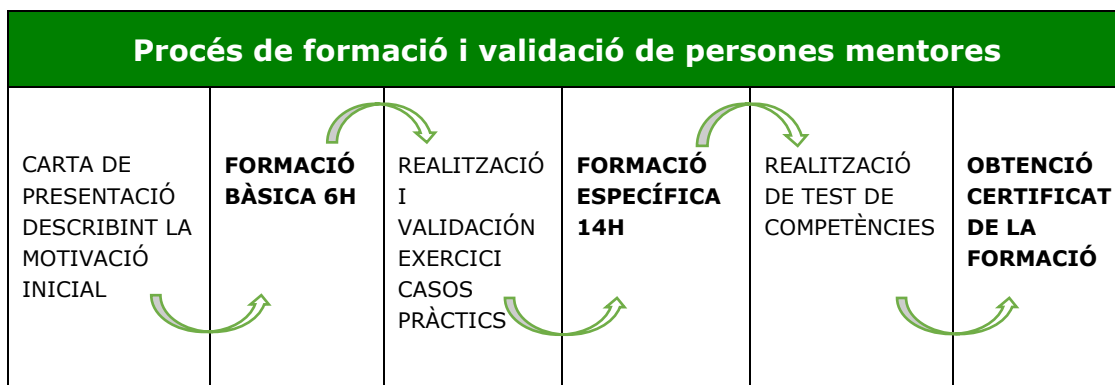 Procés de formació i validació de persones mentores
CARTA DE
PRESENTACIÓ
DESCRIBINT LA
MOTIVACIÓ
INICIAL
FORMACIÓ
BÀSICA 6H
REALITZACIÓ
I
VALIDACIÓN
EXERCICI
CASOS
PRÀCTICS
FORMACIÓ
ESPECÍFICA
14H
REALITZACIÓ
DE TEST DE
COMPETÈNCIES
OBTENCIÓ
CERTIFICAT
DE LA
FORMACIÓ